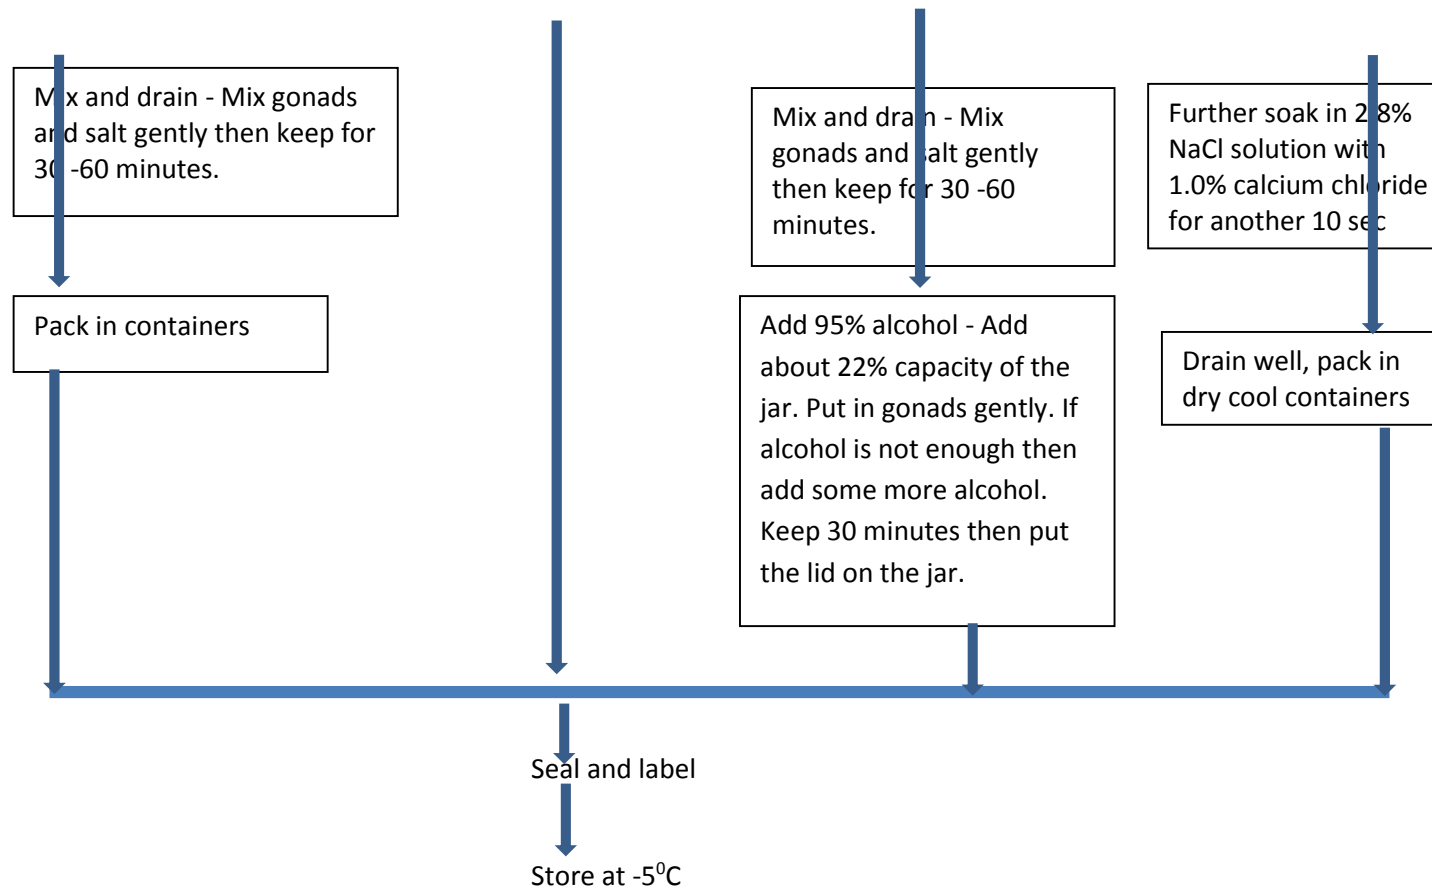 Mix and drain - Mix gonads
and salt gently then keep for
30 -60 minutes.
Pack in containers
Mix and drain - Mix
gonads and salt gently
then keep for 30 -60
minutes.
Add 95% alcohol - Add
about 22% capacity of the
jar. Put in gonads gently. If
alcohol is not enough then
add some more alcohol.
Keep 30 minutes then put
the lid on the jar.
Further soak in 2.8%
NaCl solution with
1.0% calcium chloride
for another 10 sec
Drain well, pack in
dry cool containers
Seal and label
Store at -5⁰C